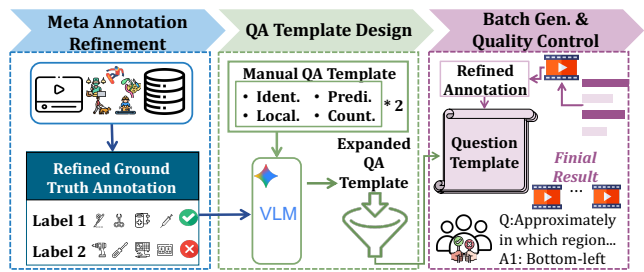 Meta Annotation
Refinement
QA Template Design
Batch Gen. &
Quality Control
Refined Ground
Truth Annotation
Label 1
Label 2
Manual QA Template
• Ident. • Predi.
• Local. • Count.
* 2
VLM
Expanded
QA
Template
Refined
Annotation
Question
Template
Finial
Result
...
Q:Approximately
in which region...
A1: Bottom-left